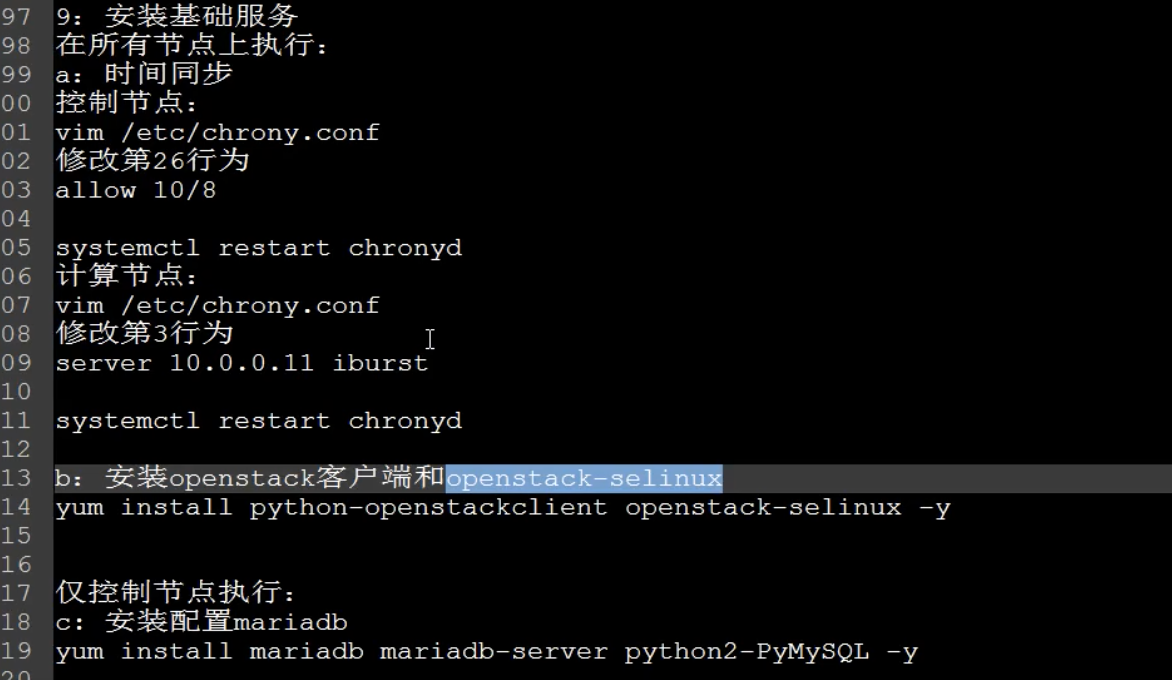 97 9：安装基础服务
98 在所有节点上执行：
99 a：时间同步
00 控制节点：
01 vim /etc/chrony.conf
02 修改第26行为
03 allow 10/8
04
05 systemctl restart chronyd
06 计算节点：
07 vim /etc/chrony.conf
08 修改第3行为
09 server 10.0.0.11 iburst
10
11 systemctl restart chronyd
12
13 b：安装openstack客户端和openstack-selinux
14 yum install python-openstackclient openstack-selinux -y
15
16
17 仅控制节点执行：
18 c：安装配置mariadb
19 yum install mariadb mariadb-server python2-PyMySQL -y
20